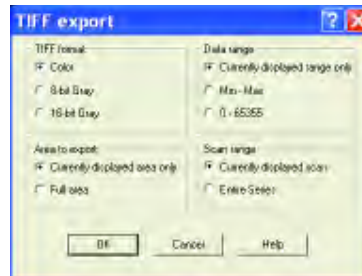 TIFF export
TIFF format
Color
8-bit Gray
16-bit Gray
Data range
Currently displayed range only
Min - Max
0 - 65355
Area to export:
Currently displayed area only
Full area
Scan range
Currently displayed scan
Entire Series
OK
Cancel
Help